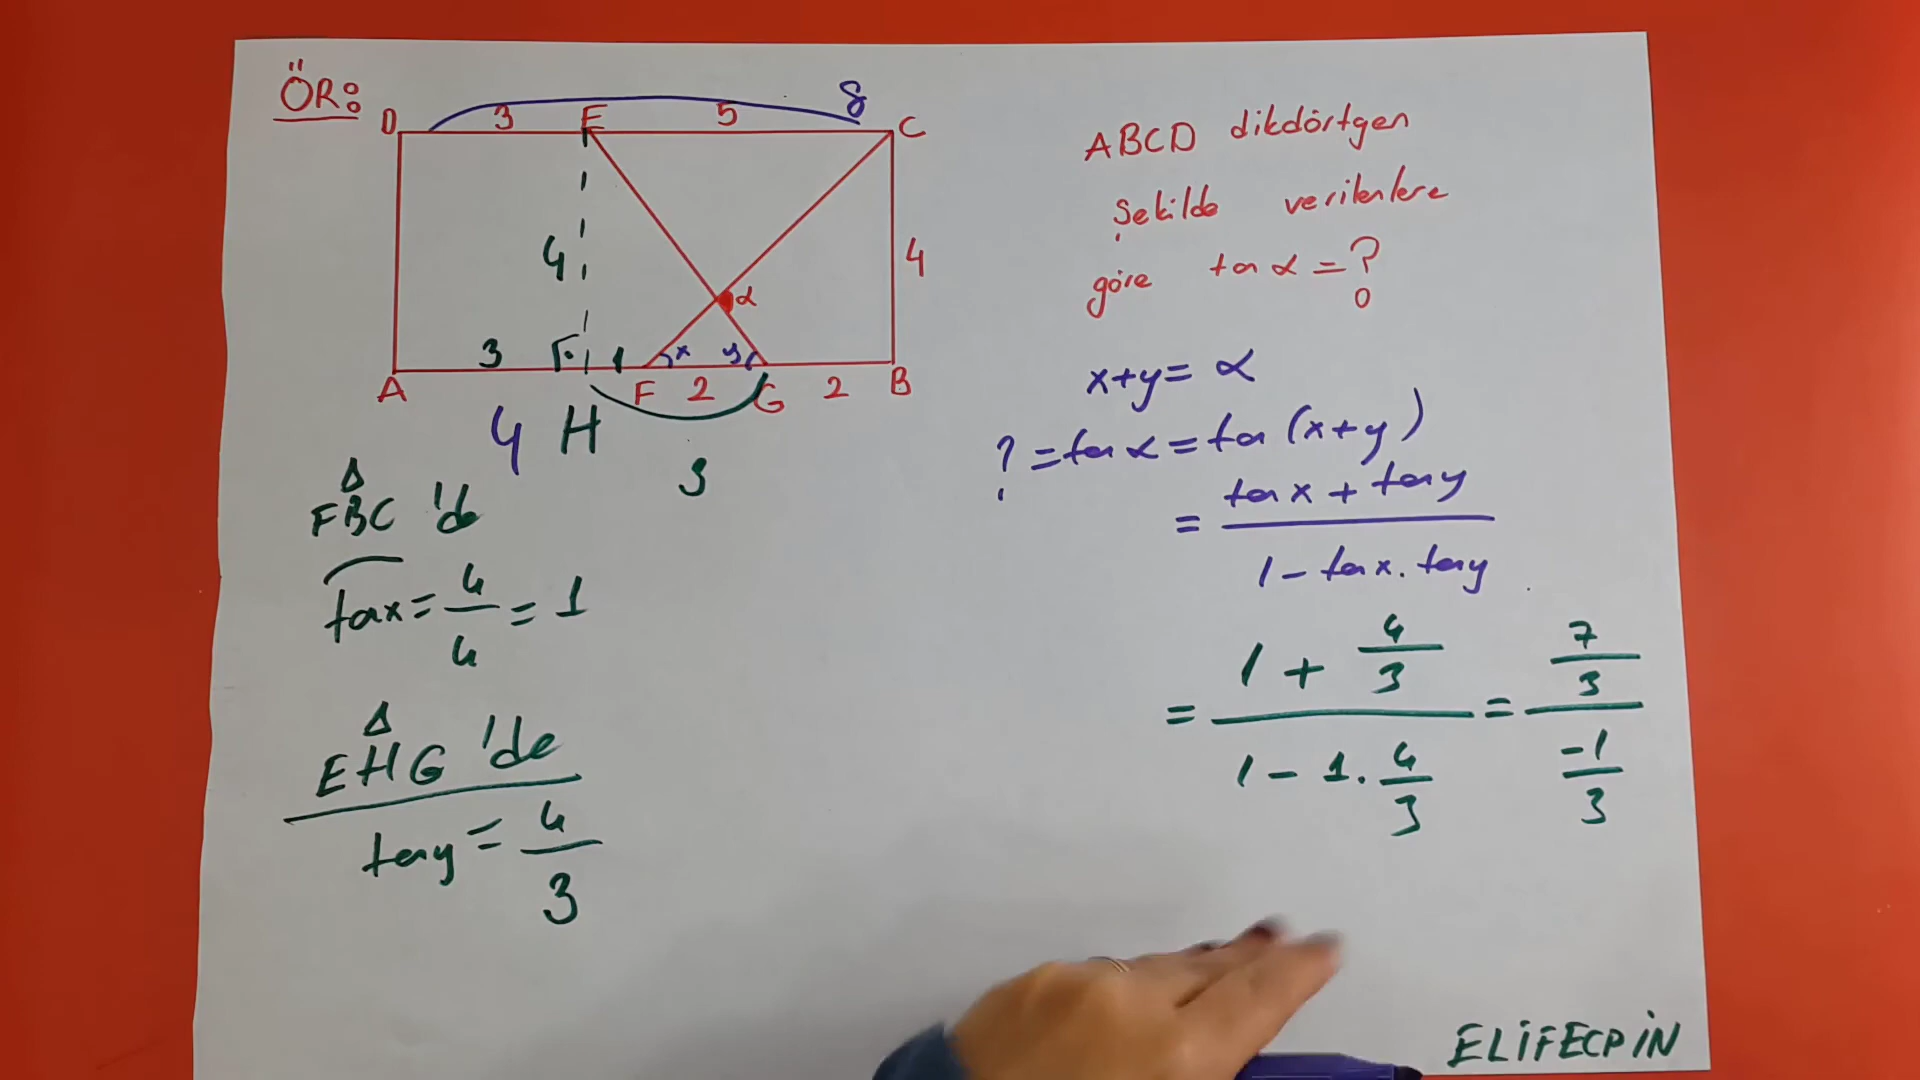 ÖR:
8
D 3 E 5 C
4 4
α
3 1 x y
A F 2 G 2 B
4 H
3
ABCD dikdörtgen
Şekilde verilenlere
göre tan α = ?
x+y= α
? = tan α = tan (x+y)
= tan x + tan y / 1 - tan x . tan y
= 1 + 4/3 / 1 - 1. 4/3 = 7/3 / -1/3
Δ
FBC 'de
tan x = 4/4 = 1
Δ
EHG 'de
tan y = 4/3
ELİFECPİN